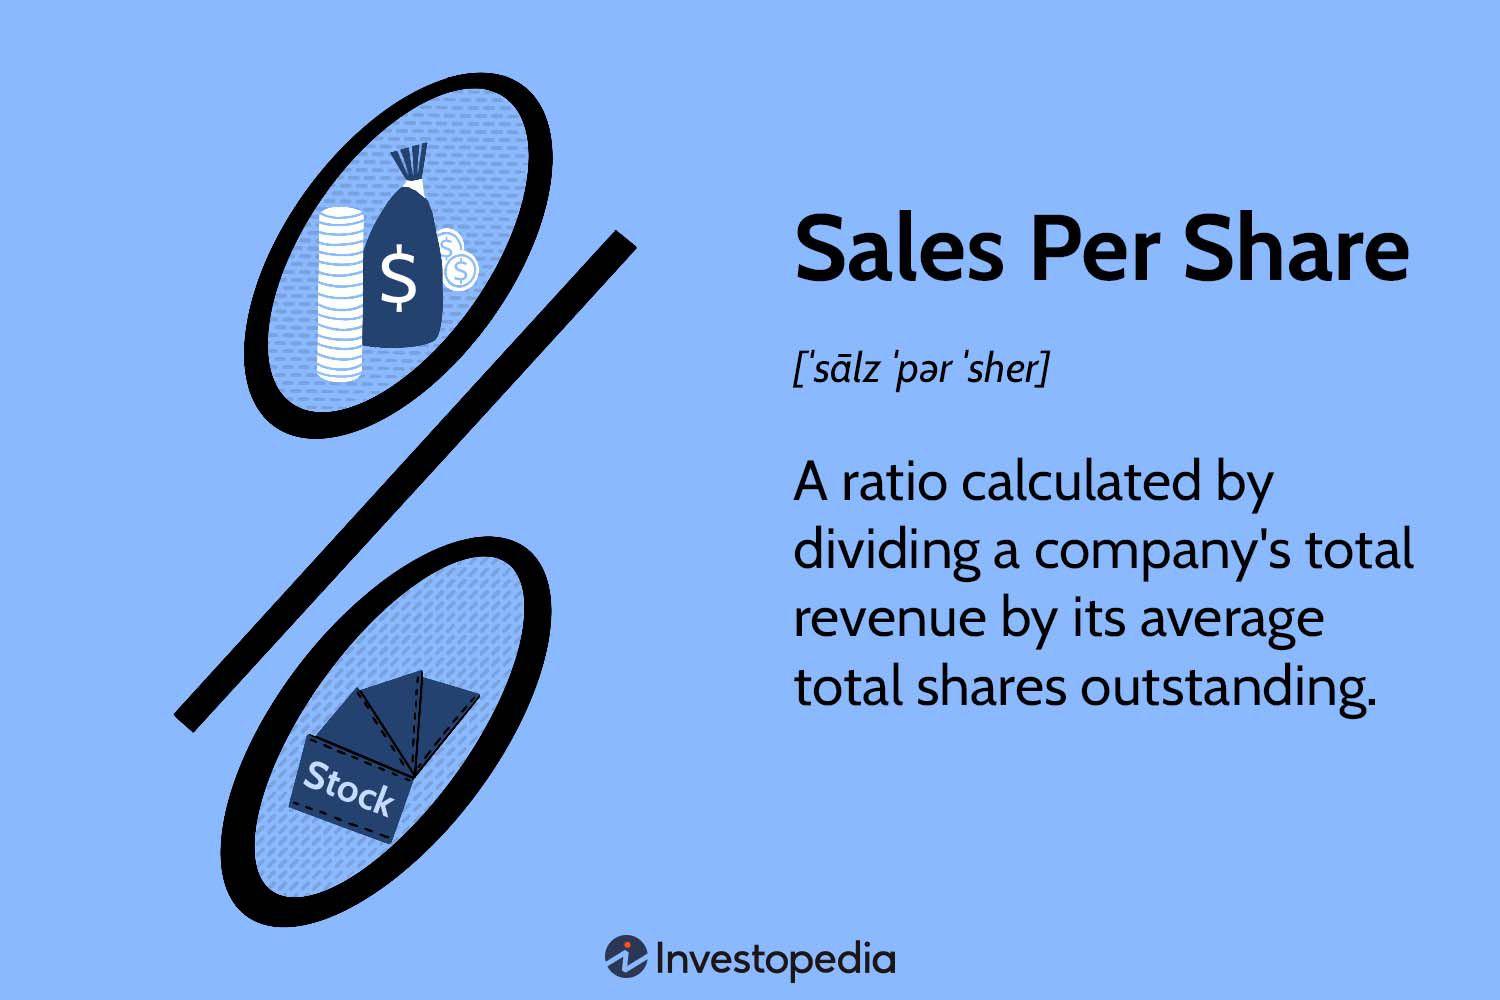 $
$
$
Stock
Sales Per Share
[ˈsālz ˈpər ˈsher]
A ratio calculated by
dividing a company's total
revenue by its average
total shares outstanding.
Investopedia